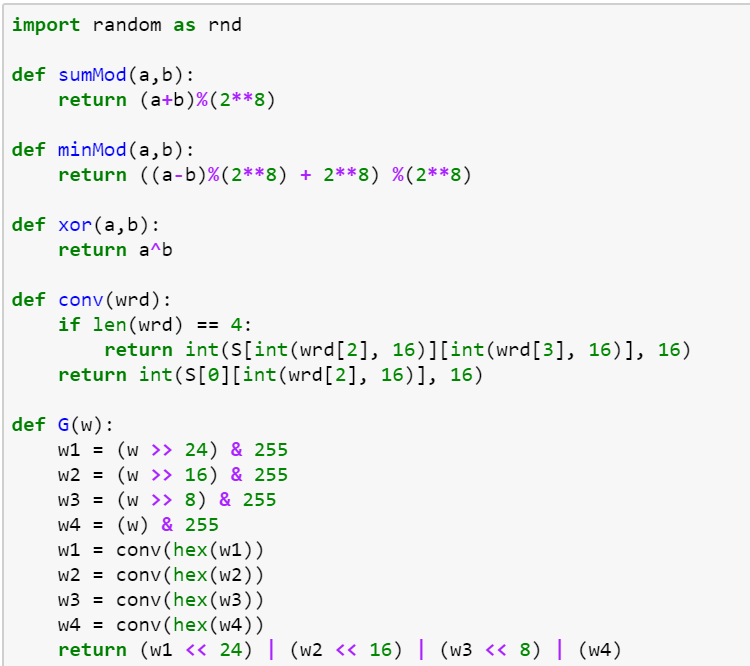 import random as rnd
def sumMod(a,b):
    return (a+b)%(2**8)
def minMod(a,b):
    return ((a-b)%(2**8) + 2**8) %(2**8)
def xor(a,b):
    return a^b
def conv(wrd):
    if len(wrd) == 4:
        return int(S[int(wrd[2], 16)][int(wrd[3], 16)], 16)
    return int(S[0][int(wrd[2], 16)], 16)
def G(w):
    w1 = (w >> 24) & 255
    w2 = (w >> 16) & 255
    w3 = (w >> 8) & 255
    w4 = (w) & 255
    w1 = conv(hex(w1))
    w2 = conv(hex(w2))
    w3 = conv(hex(w3))
    w4 = conv(hex(w4))
    return (w1 << 24) | (w2 << 16) | (w3 << 8) | (w4)